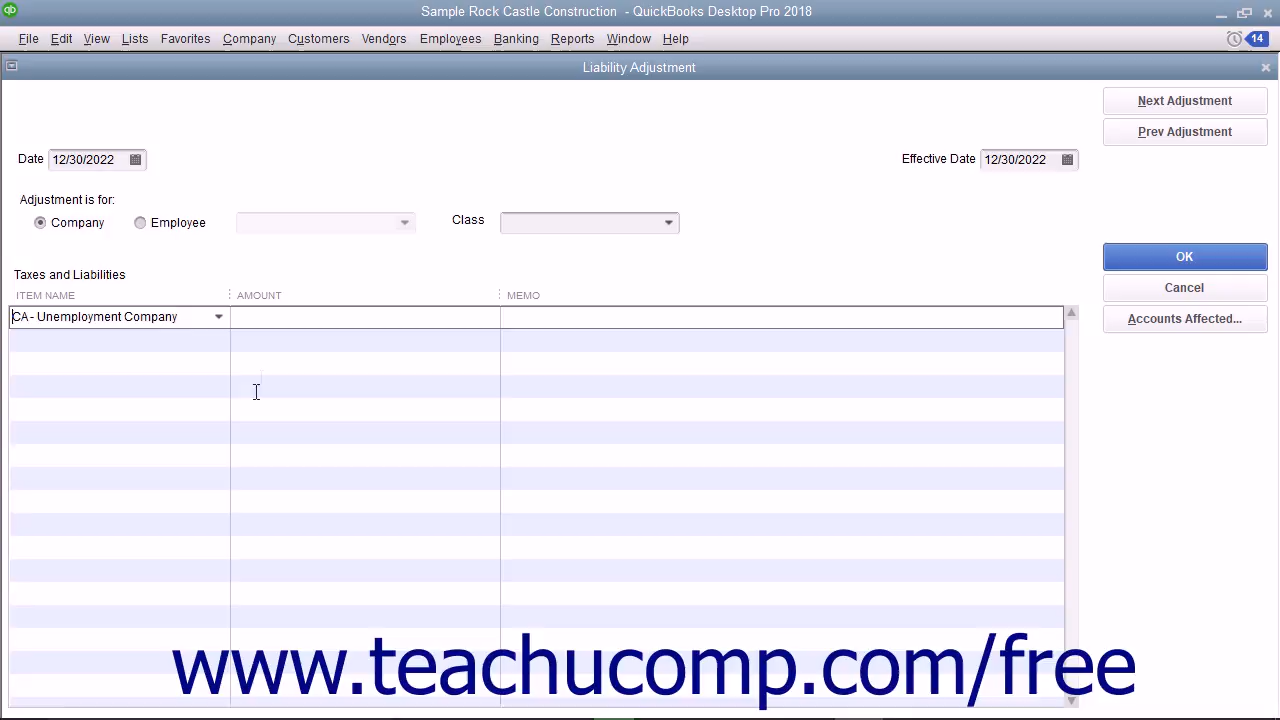 Sample Rock Castle Construction - QuickBooks Desktop Pro 2018
File Edit View Lists Favorites Company Customers Vendors Employees Banking Reports Window Help 14
Liability Adjustment
Next Adjustment
Prev Adjustment
Date 12/30/2022 Effective Date 12/30/2022
Adjustment is for:
Company Employee Class
OK
Taxes and Liabilities
Cancel
ITEM NAME AMOUNT MEMO
CA - Unemployment Company
Accounts Affected...
www.teachucomp.com/free